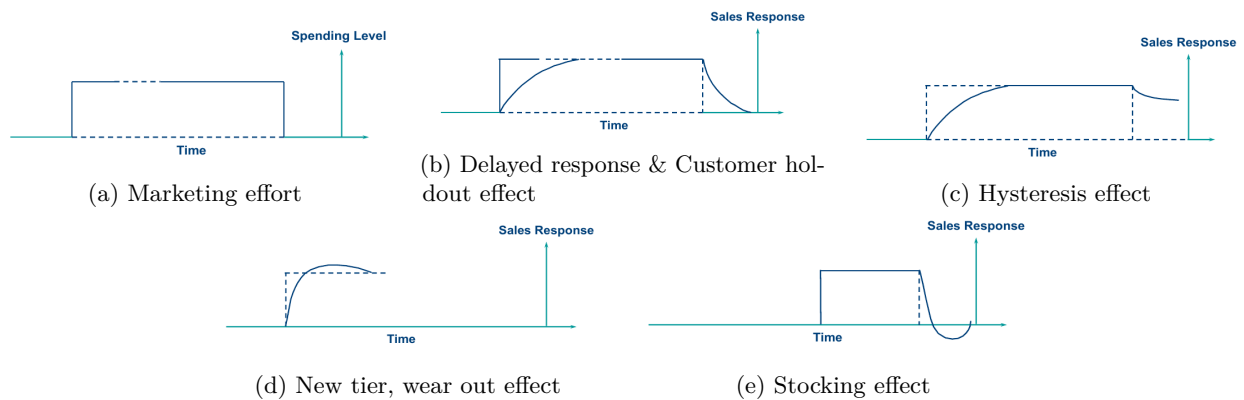 Spending Level
Time
(a) Marketing effort
Sales Response
Time
(b) Delayed response & Customer hol-
dout effect
Sales Response
Time
(c) Hysteresis effect
Sales Response
Time
(d) New tier, wear out effect
Sales Response
Time
(e) Stocking effect